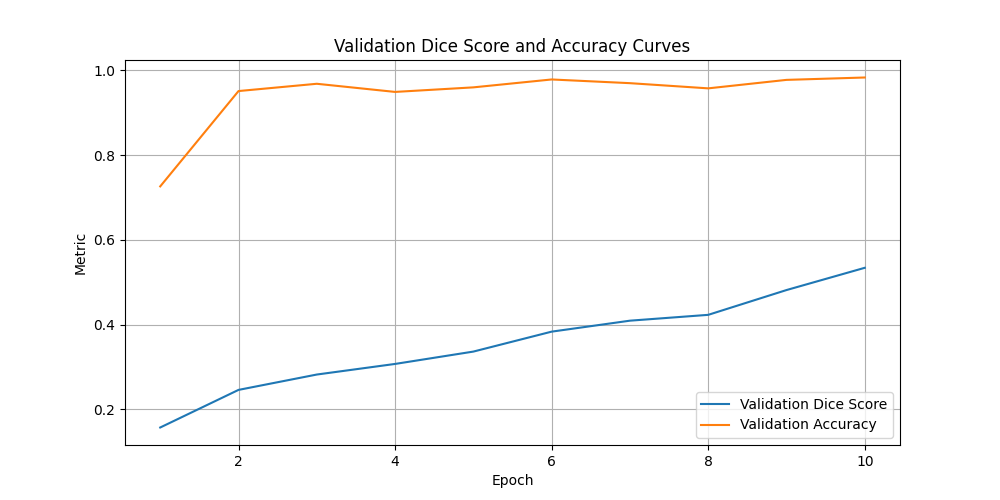 Validation Dice Score and Accuracy Curves
1.0
0.8
0.6
0.4
0.2
Metric
Validation Dice Score
Validation Accuracy
2 4 6 8 10
Epoch